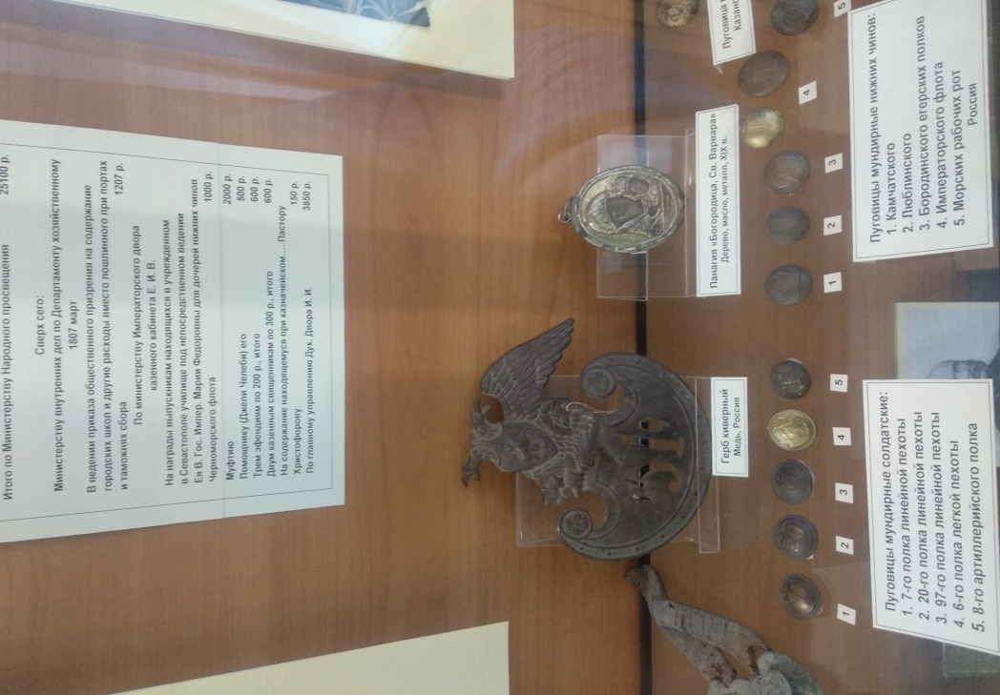 Итого по Министерству Народного просвещения 25100 р.
Сверх сего:
Министерству внутренних дел по Департаменту хозяйственному
1807 март
В ведении приказа общественного призрения на содержание
городских школ и другие расходы вместо пошлинного при портах
и таможнях сбора 1207 р.
По министерству Императорского двора
казенного кабинета Е. И. В.
На награды выпускникам находящихся в учрежденном
в Севастополе училище под непосредственном ведении
Ея В. Гос. Импер. Марии Федоровны для дочерей нижних чинов
Черноморского флота 1000 р.
Муфтию 2000 р.
Помощнику (Джели Челеби) его 500 р.
Трем эфендиям по 200 р., итого 600 р.
Двум казенным священникам по 300 р., итого 600 р.
На содержание находящемуся при казначейском.... Пастору
Христофорову 150 р.
По главному управлению Дух. Двора И. И. 3850 р.
Герб киверный
Медь, Россия
Панагия «Богородица, Св. Варвара»
Дерево, масло, металл, XIX в.
Пуговица
Казанс
1
2
3
4
5
1
2
3
4
5
Пуговицы мундирные солдатские:
1. 7-го полка линейной пехоты
2. 20-го полка линейной пехоты
3. 97-го полка линейной пехоты
4. 6-го полка легкой пехоты
5. 8-го артиллерийского полка
Пуговицы мундирные нижних чинов:
1. Камчатского
2. Люблинского
3. Бородинского егерских полков
4. Императорского флота
5. Морских рабочих рот
Россия